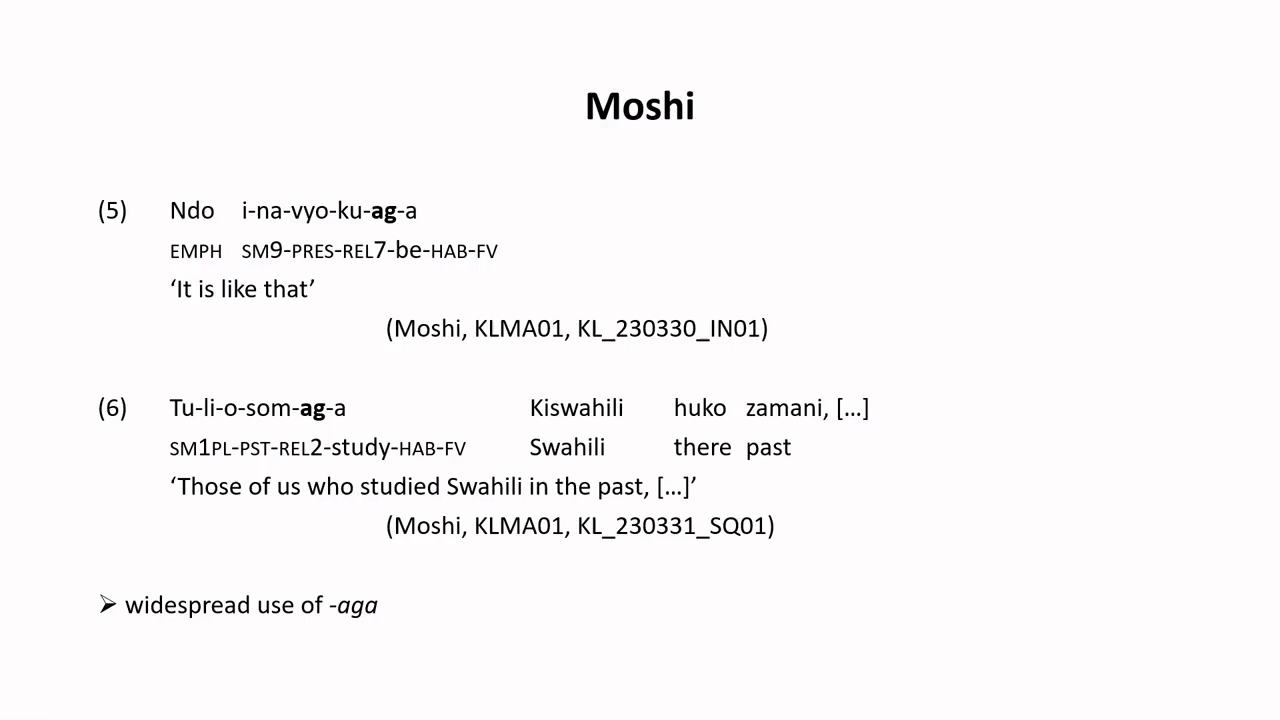 Moshi
(5) Ndo i-na-vyo-ku-ag-a
EMPH SM9-PRES-REL7-be-HAB-FV
‘It is like that’
(Moshi, KLMA01, KL_230330_IN01)
(6) Tu-li-o-som-ag-a Kiswahili huko zamani, […]
SM1PL-PST-REL2-study-HAB-FV Swahili there past
‘Those of us who studied Swahili in the past, […]’
(Moshi, KLMA01, KL_230331_SQ01)
➢ widespread use of -aga